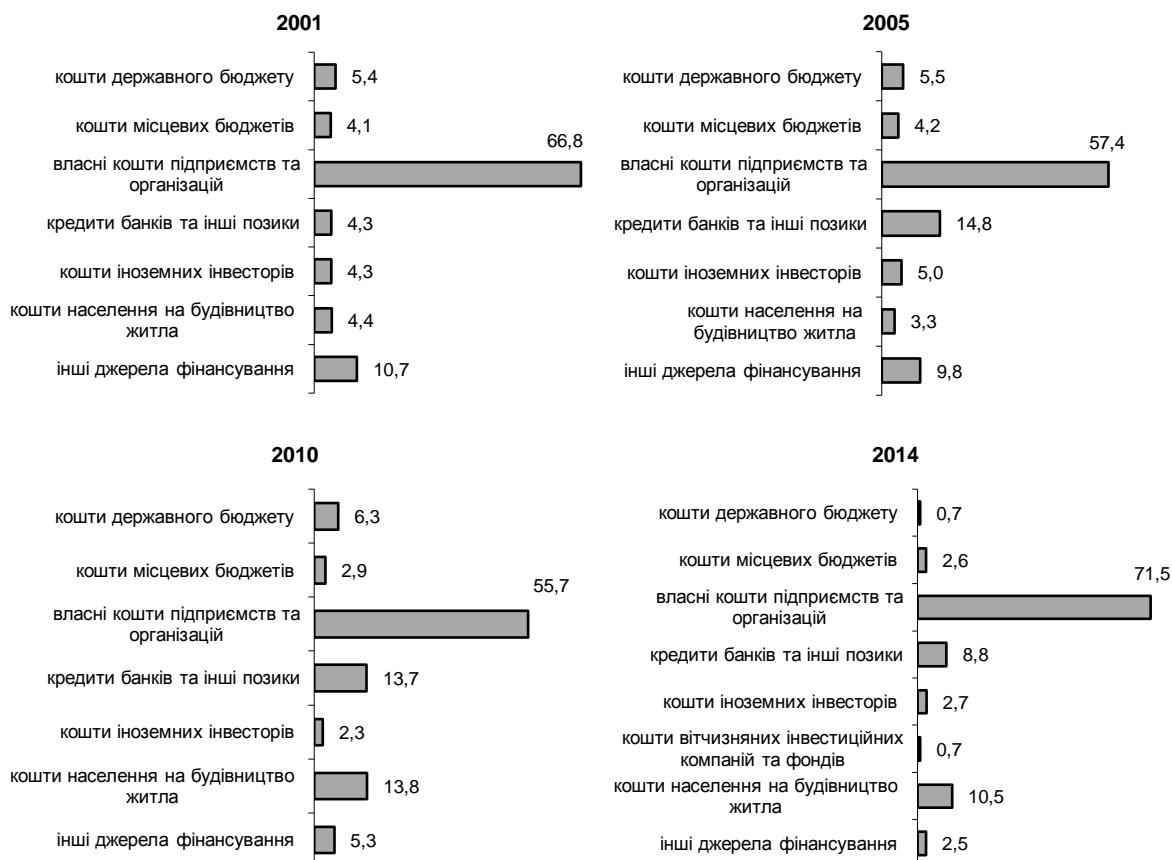 2001
кошти державного бюджету
5,4
кошти місцевих бюджетів
4,1
66,8
власні кошти підприємств та
організацій
кредити банків та інші позики
4,3
кошти іноземних інвесторів
4,3
кошти населення на будівництво
житла
4,4
інші джерела фінансування
10,7
2005
кошти державного бюджету
5,5
кошти місцевих бюджетів
4,2
57,4
власні кошти підприємств та
організацій
кредити банків та інші позики
14,8
кошти іноземних інвесторів
5,0
кошти населення на
будівництво житла
3,3
інші джерела фінансування
9,8
2010
кошти державного бюджету
6,3
кошти місцевих бюджетів
2,9
55,7
власні кошти підприємств та
організацій
кредити банків та інші позики
13,7
кошти іноземних інвесторів
2,3
кошти населення на будівництво
житла
13,8
інші джерела фінансування
5,3
2014
кошти державного бюджету
0,7
кошти місцевих бюджетів
2,6
71,5
власні кошти підприємств та
організацій
кредити банків та інші позики
8,8
кошти іноземних інвесторів
2,7
кошти вітчизняних інвестиційних
компаній та фондів
0,7
кошти населення на будівництво
житла
10,5
інші джерела фінансування
2,5